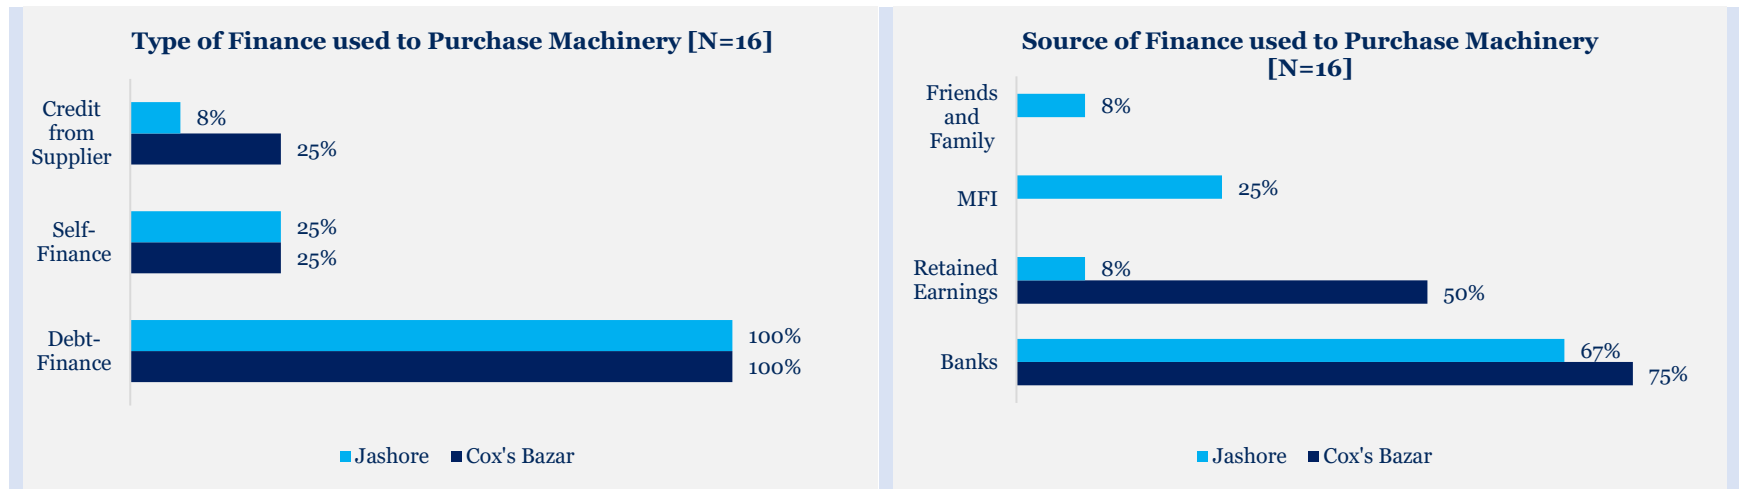 Type of Finance used to Purchase Machinery [N=16]
Credit
from
Supplier
8%
25%
Self-
Finance
25%
25%
Debt-
Finance
100%
100%
Jashore
Cox's Bazar
Source of Finance used to Purchase Machinery
[N=16]
Friends
and
Family
8%
MFI
25%
Retained
Earnings
8%
50%
Banks
67%
75%
Jashore
Cox's Bazar